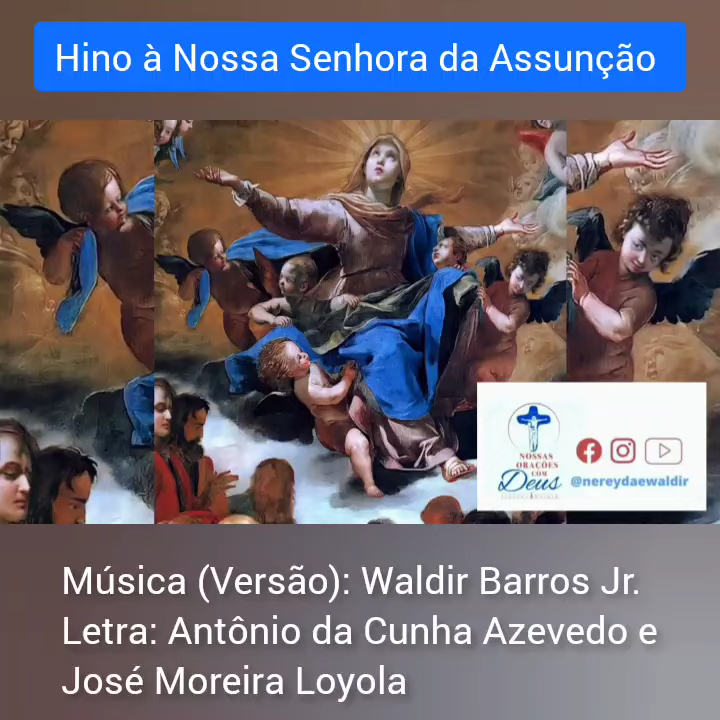 Hino à Nossa Senhora da Assunção
NOSSAS
ORAÇÕES
COM
Deus
@nereydaewaldir
Música (Versão): Waldir Barros Jr.
Letra: Antônio da Cunha Azevedo e
José Moreira Loyola